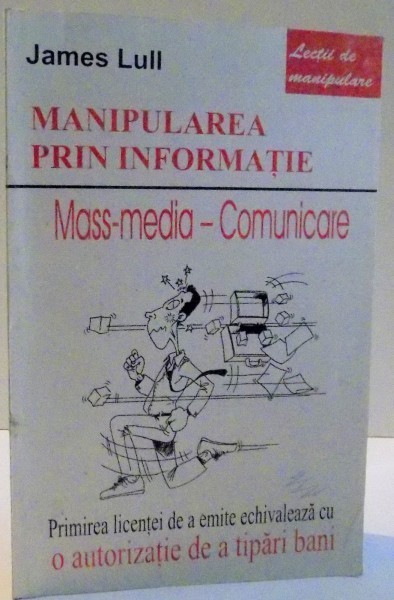 James Lull
Lectii de
manipulare
MANIPULAREA
PRIN INFORMAȚIE
Mass-media – Comunicare
Primirea licenței de a emite echivalează cu
o autorizație de a tipări bani